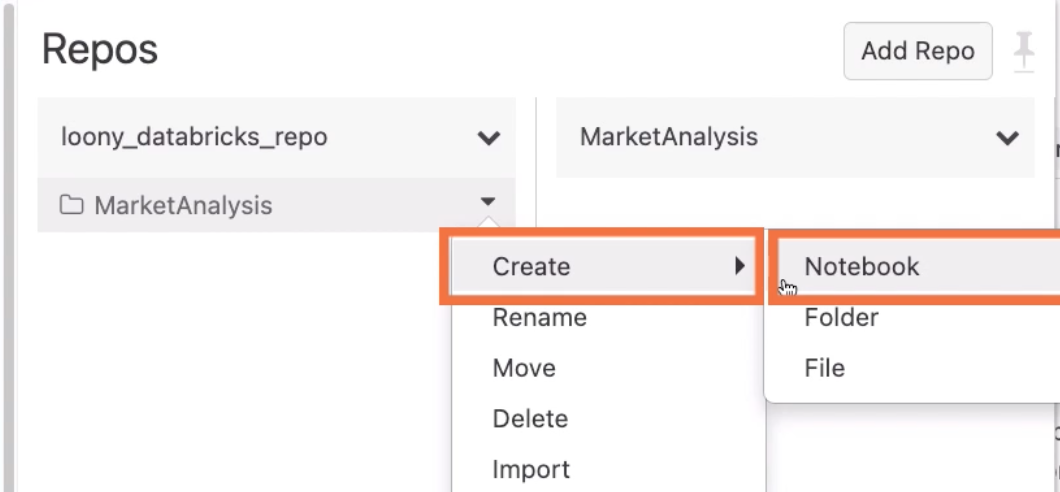 Repos
Add Repo
loony_databricks_repo
MarketAnalysis
MarketAnalysis
Create
Notebook
Rename
Folder
Move
File
Delete
Import